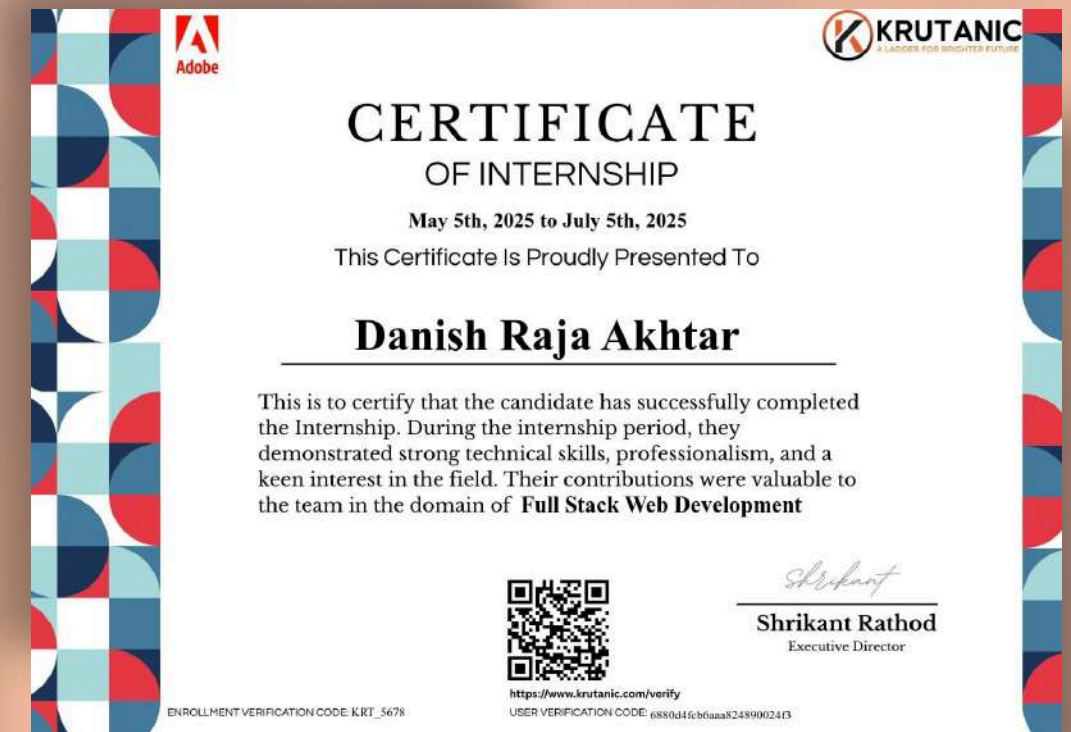 Adobe
KRUTANIC
A LADDER FOR BRIGHTER FUTURE
CERTIFICATE
OF INTERNSHIP
May 5th, 2025 to July 5th, 2025
This Certificate Is Proudly Presented To
Danish Raja Akhtar
This is to certify that the candidate has successfully completed
the Internship. During the internship period, they
demonstrated strong technical skills, professionalism, and a
keen interest in the field. Their contributions were valuable to
the team in the domain of Full Stack Web Development
Shrikant
Shrikant Rathod
Executive Director
https://www.krutanic.com/verify
ENROLLMENT VERIFICATION CODE: KRT_5678
USER VERIFICATION CODE: 6880d4fcb6aaa824890024f3